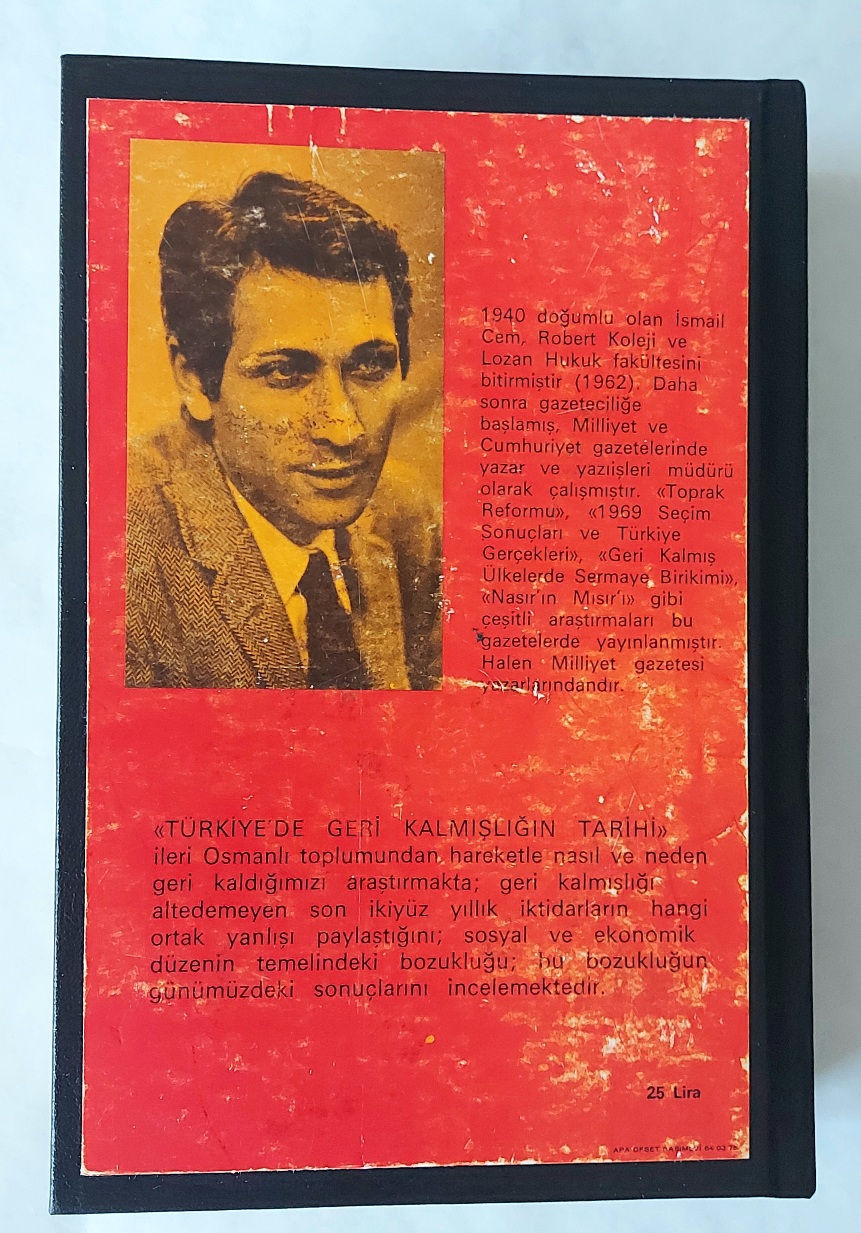 1940 doğumlu olan İsmail
Cem, Robert Koleji ve
Lozan Hukuk fakültesini
bitirmiştir (1962). Daha
sonra gazeteciliğe
başlamış, Milliyet ve
Cumhuriyet gazetelerinde
yazar ve yazıişleri müdürü
olarak çalışmıştır. «Toprak
Reformu», «1969 Seçim
Sonuçları ve Türkiye
Gerçekleri», «Geri Kalmış
Ülkelerde Sermaye Birikimi»,
«Nasır'ın Mısır'ı» gibi
çeşitli araştırmaları bu
gazetelerde yayınlanmıştır.
Halen Milliyet gazetesi
yazarlarındandır.
«TÜRKİYE'DE GERİ KALMIŞLIĞIN TARİHİ»
ileri Osmanlı toplumundan hareketle nasıl ve neden
geri kaldığımızı araştırmakta; geri kalmışlığı
altedemeyen son ikiyüz yıllık iktidarların hangi
ortak yanlışı paylaştığını; sosyal ve ekonomik
düzenin temelindeki bozukluğu; bu bozukluğun
günümüzdeki sonuçlarını incelemektedir.
25 Lira
APA OFSET BASIMEVİ